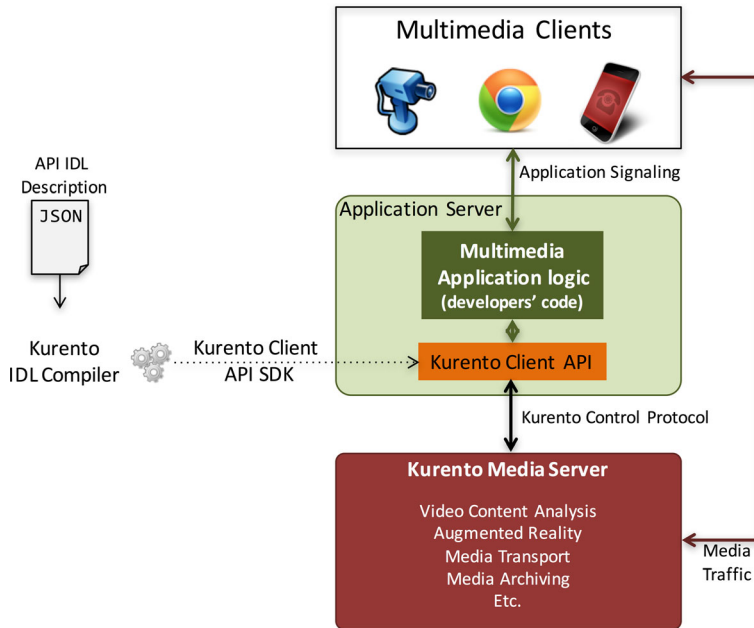 Multimedia Clients
Application Signaling
API IDL
Description
JSON
Application Server
Multimedia
Application logic
(developers' code)
Kurento
IDL Compiler
Kurento Client
API SDK
Kurento Client API
Kurento Control Protocol
Kurento Media Server
Video Content Analysis
Augmented Reality
Media Transport
Media Archiving
Etc.
Media
Traffic